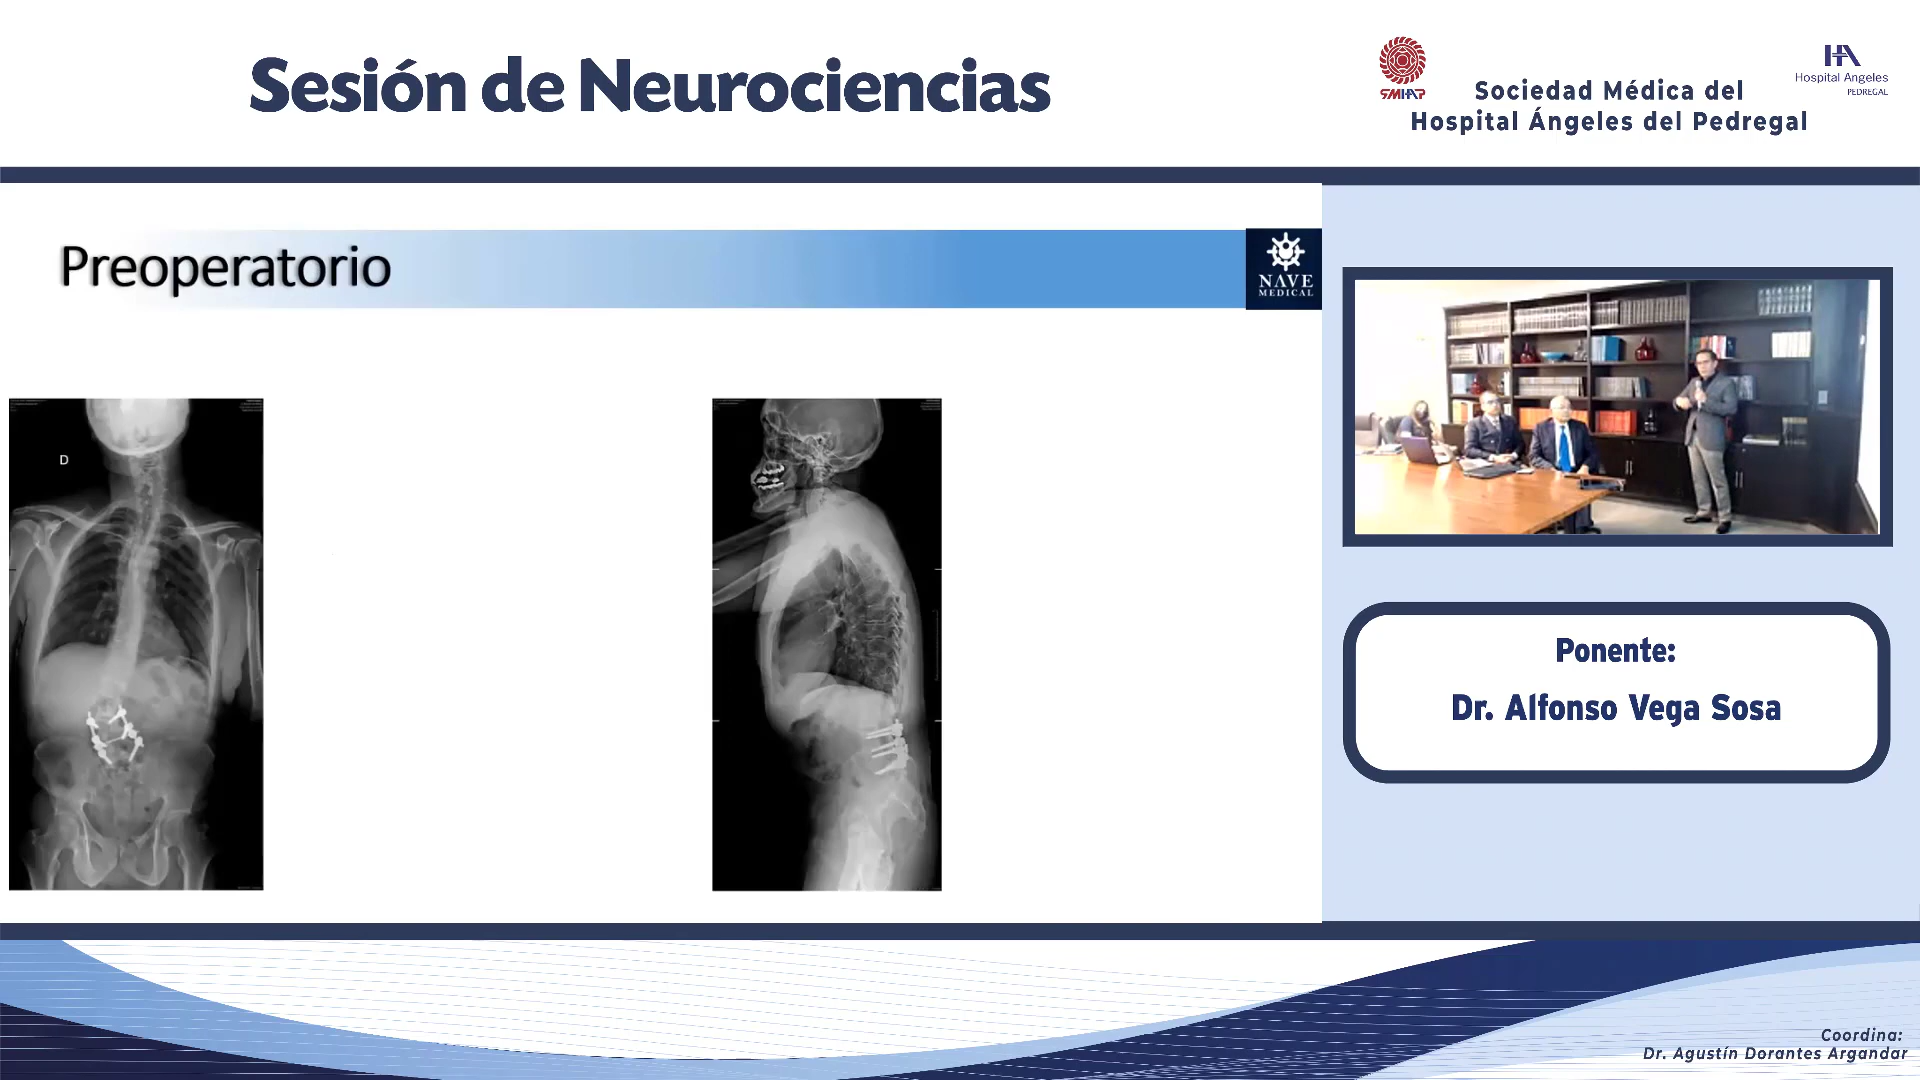 Sesión de Neurociencias
SMHAP
Sociedad Médica del
Hospital Ángeles del Pedregal
HA
Hospital Angeles
PEDREGAL
Preoperatorio
NAVE
MEDICAL
D
Ponente:
Dr. Alfonso Vega Sosa
Coordina:
Dr. Agustín Dorantes Argandar